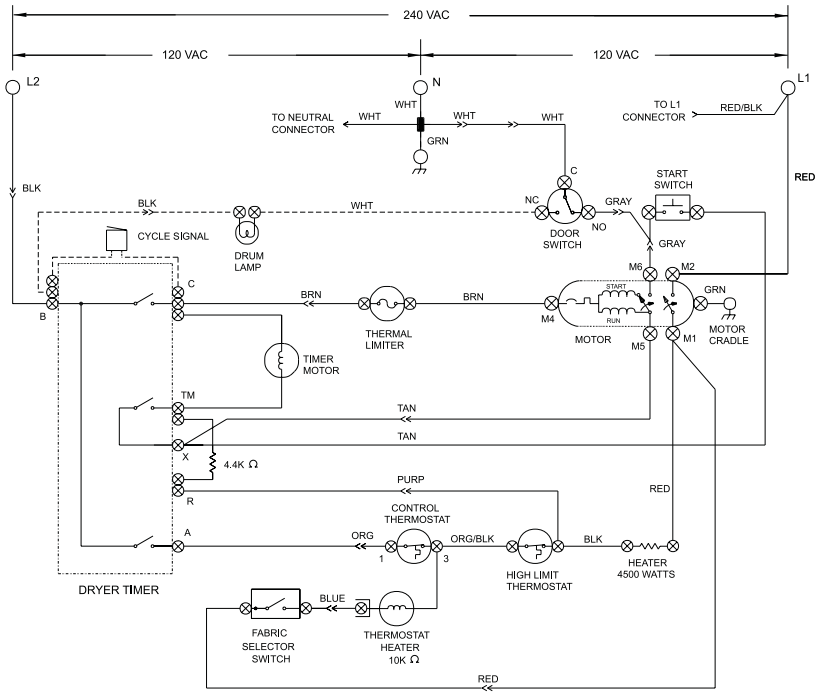 240 VAC
120 VAC
120 VAC
L2
N
L1
WHT
TO NEUTRAL
CONNECTOR
WHT
WHT
WHT
TO L1
CONNECTOR
RED/BLK
GRN
BLK
C
START
SWITCH
RED
BLK
WHT
NC
GRAY
NO
CYCLE SIGNAL
DRUM
LAMP
DOOR
SWITCH
GRAY
M6
M2
C
START
GRN
BRN
BRN
B
M4
RUN
THERMAL
LIMITER
MOTOR
M5
M1
MOTOR
CRADLE
TIMER
MOTOR
TM
TAN
TAN
X
4.4K Ω
PURP
RED
R
CONTROL
THERMOSTAT
A
ORG
ORG/BLK
BLK
1
3
HEATER
4500 WATTS
HIGH LIMIT
THERMOSTAT
DRYER TIMER
BLUE
FABRIC
SELECTOR
SWITCH
THERMOSTAT
HEATER
10K Ω
RED